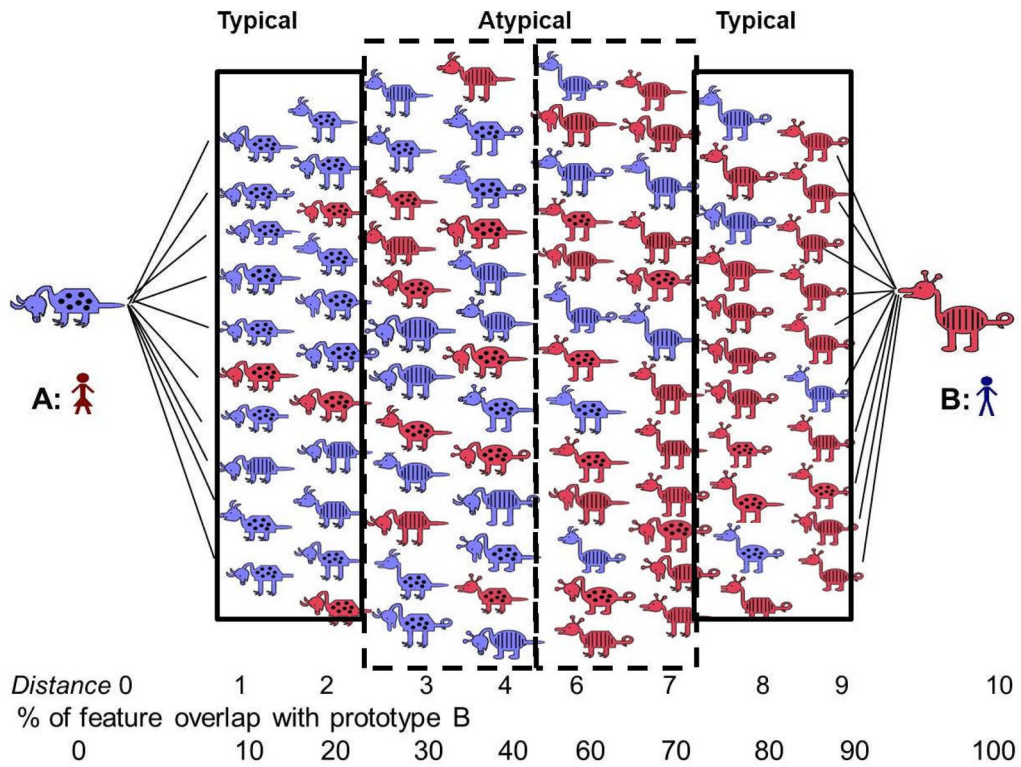 Typical Atypical Typical
A: B:
Distance 0 1 2 3 4 6 7 8 9 10
% of feature overlap with prototype B
0 10 20 30 40 60 70 80 90 100